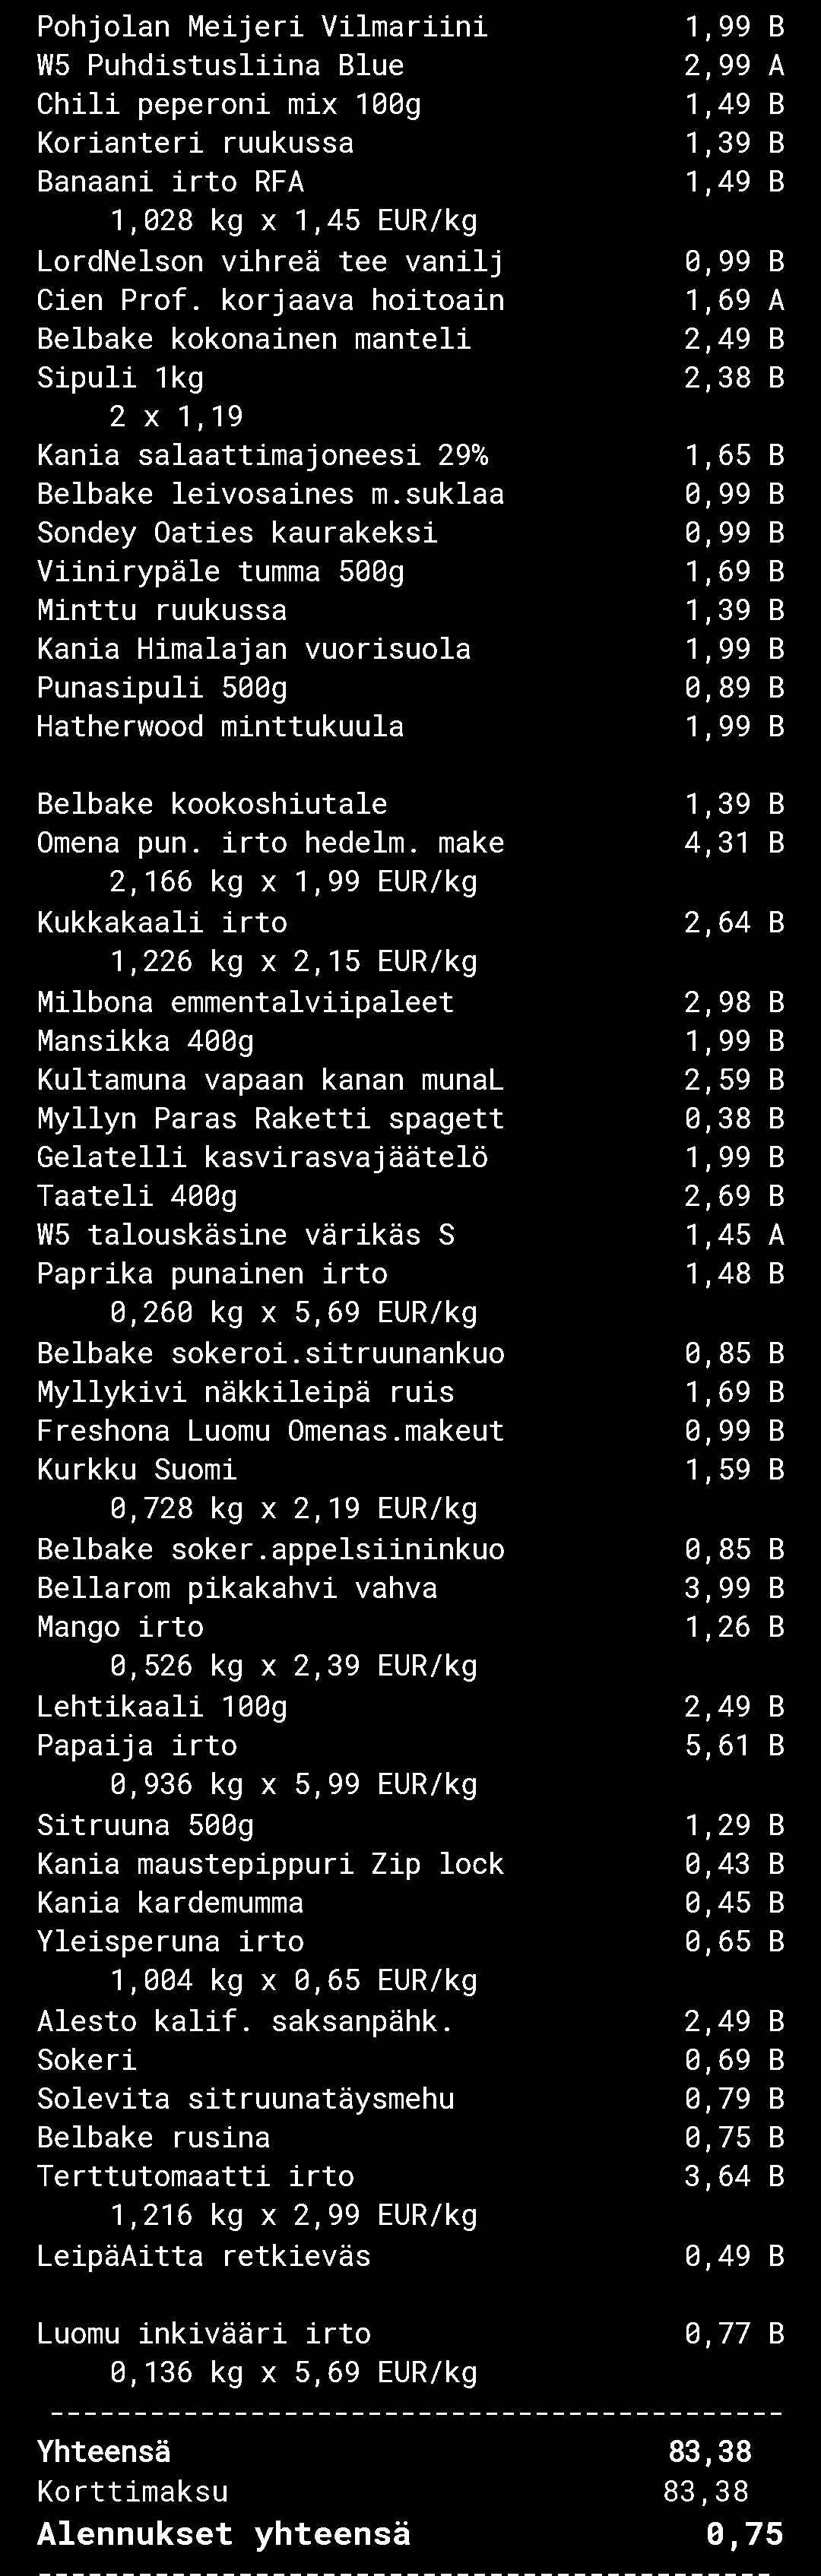 Pohjolan Meijeri Vilmariini 1,99 B
W5 Puhdistusliina Blue 2,99 A
Chili peperoni mix 100g 1,49 B
Korianteri ruukussa 1,39 B
Banaani irto RFA 1,49 B
1,028 kg x 1,45 EUR/kg
LordNelson vihreä tee vanilj 0,99 B
Cien Prof. korjaava hoitoain 1,69 A
Belbake kokonainen manteli 2,49 B
Sipuli 1kg 2,38 B
2 x 1,19
Kania salaattimajoneesi 29% 1,65 B
Belbake leivosaines m.suklaa 0,99 B
Sondey Oaties kaurakeksi 0,99 B
Viinirypäle tumma 500g 1,69 B
Minttu ruukussa 1,39 B
Kania Himalajan vuorisuola 1,99 B
Punasipuli 500g 0,89 B
Hatherwood minttukuula 1,99 B
Belbake kookoshiutale 1,39 B
Omena pun. irto hedelm. make 4,31 B
2,166 kg x 1,99 EUR/kg
Kukkakaali irto 2,64 B
1,226 kg x 2,15 EUR/kg
Milbona emmentalviipaleet 2,98 B
Mansikka 400g 1,99 B
Kultamuna vapaan kanan munaL 2,59 B
Myllyn Paras Raketti spagett 0,38 B
Gelatelli kasvirasvajäätelö 1,99 B
Taateli 400g 2,69 B
W5 talouskäsine värikäs S 1,45 A
Paprika punainen irto 1,48 B
0,260 kg x 5,69 EUR/kg
Belbake sokeroi.sitruunankuo 0,85 B
Myllykivi näkkileipä ruis 1,69 B
Freshona Luomu Omenas.makeut 0,99 B
Kurkku Suomi 1,59 B
0,728 kg x 2,19 EUR/kg
Belbake soker.appelsiininkuo 0,85 B
Bellarom pikakahvi vahva 3,99 B
Mango irto 1,26 B
0,526 kg x 2,39 EUR/kg
Lehtikaali 100g 2,49 B
Papaija irto 5,61 B
0,936 kg x 5,99 EUR/kg
Sitruuna 500g 1,29 B
Kania maustepippuri Zip lock 0,43 B
Kania kardemumma 0,45 B
Yleisperuna irto 0,65 B
1,004 kg x 0,65 EUR/kg
Alesto kalif. saksanpähk. 2,49 B
Sokeri 0,69 B
Solevita sitruunatäysmehu 0,79 B
Belbake rusina 0,75 B
Terttutomaatti irto 3,64 B
1,216 kg x 2,99 EUR/kg
LeipäAitta retkieväs 0,49 B
Luomu inkivääri irto 0,77 B
0,136 kg x 5,69 EUR/kg
--------------------------------------------
Yhteensä 83,38
Korttimaksu 83,38
Alennukset yhteensä 0,75
--------------------------------------------